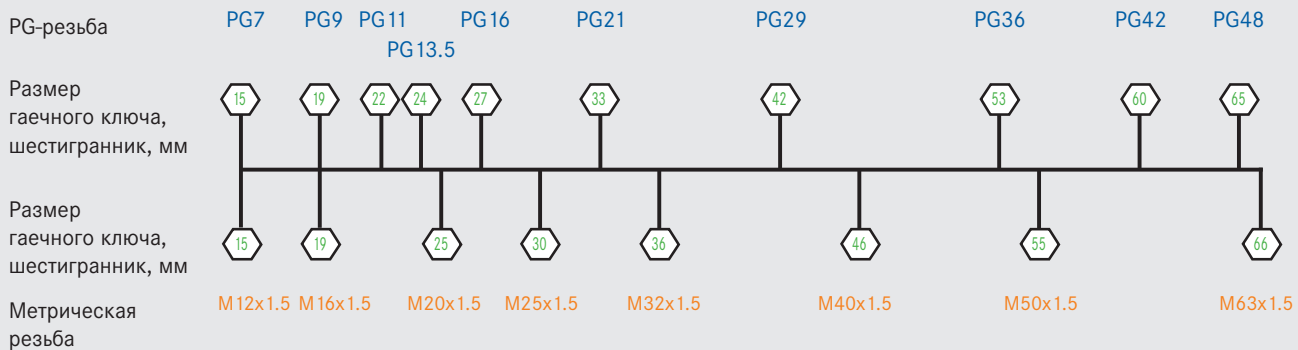 PG-резьба
PG7 PG9 PG11 PG16 PG21 PG29 PG36 PG42 PG48
PG13.5
Размер
гаечного ключа,
шестигранник, мм
15 19 22 24 27 33 42 53 60 65
Размер
гаечного ключа,
шестигранник, мм
15 19 25 30 36 46 55 66
Метрическая
резьба
M12x1.5 M16x1.5 M20x1.5 M25x1.5 M32x1.5 M40x1.5 M50x1.5 M63x1.5